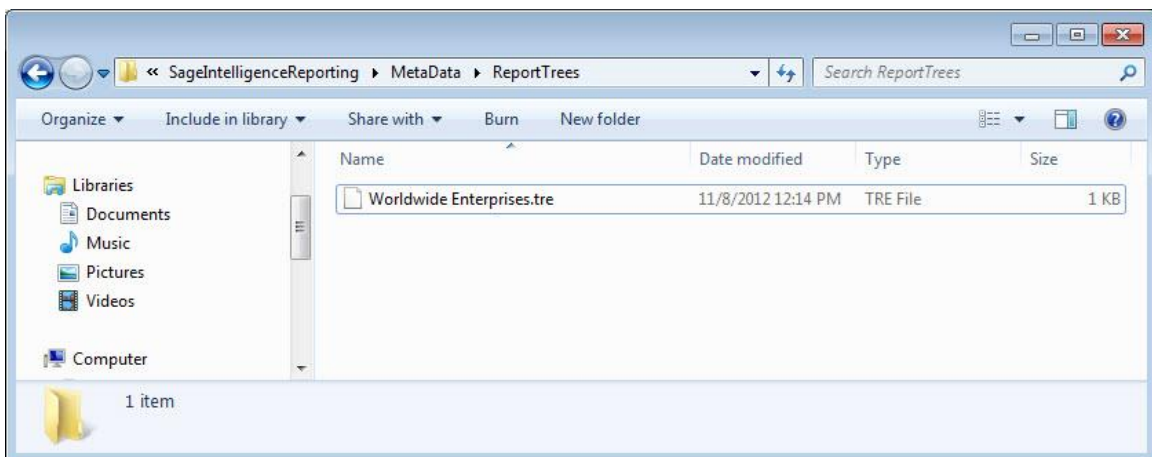 « SageIntelligenceReporting ▸ MetaData ▸ ReportTrees
Search ReportTrees
Organize Include in library Share with Burn New folder
Name Date modified Type Size
Libraries
Documents
Music
Pictures
Videos
Computer
Worldwide Enterprises.tre 11/8/2012 12:14 PM TRE File 1 KB
1 item